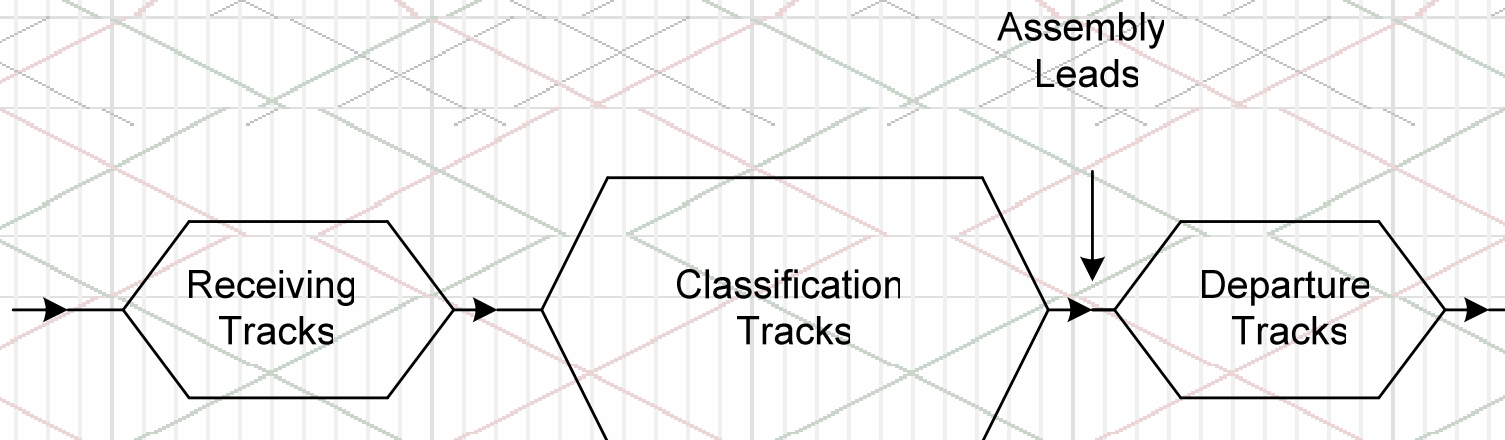 Assembly
Leads
Receiving
Tracks
Classification
Tracks
Departure
Tracks